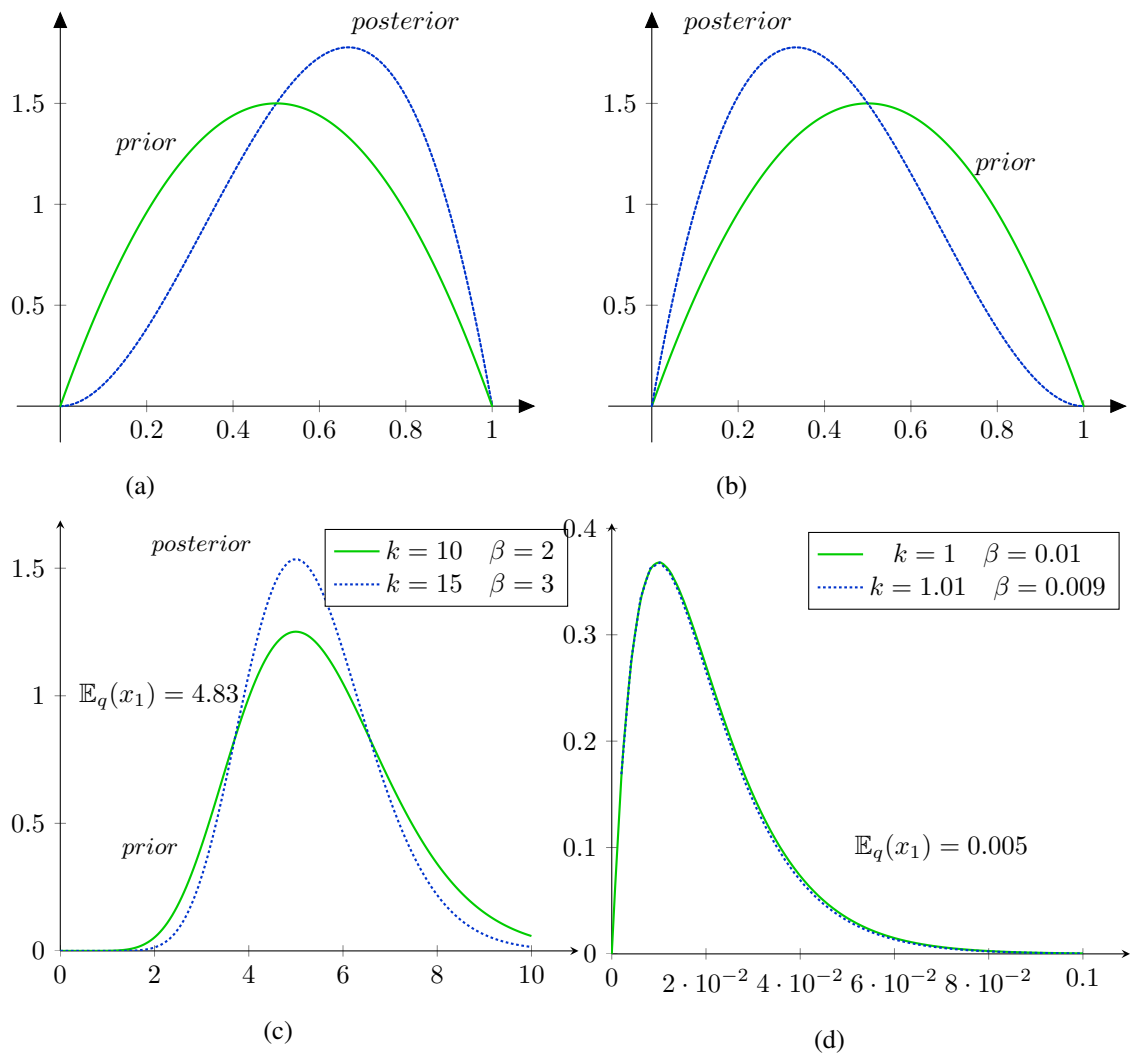 posterior
1.5
prior
1
0.5
0.2 0.4 0.6 0.8 1
(a)
posterior
1.5
prior
1
0.5
0.2 0.4 0.6 0.8 1
(b)
posterior
k = 10 β = 2
k = 15 β = 3
1.5
𝔼q(x1) = 4.83
1
0.5
prior
0
0 2 4 6 8 10
(c)
0.4
k = 1 β = 0.01
k = 1.01 β = 0.009
0.3
0.2
0.1
𝔼q(x1) = 0.005
0
0 2 · 10−2 4 · 10−2 6 · 10−2 8 · 10−2 0.1
(d)